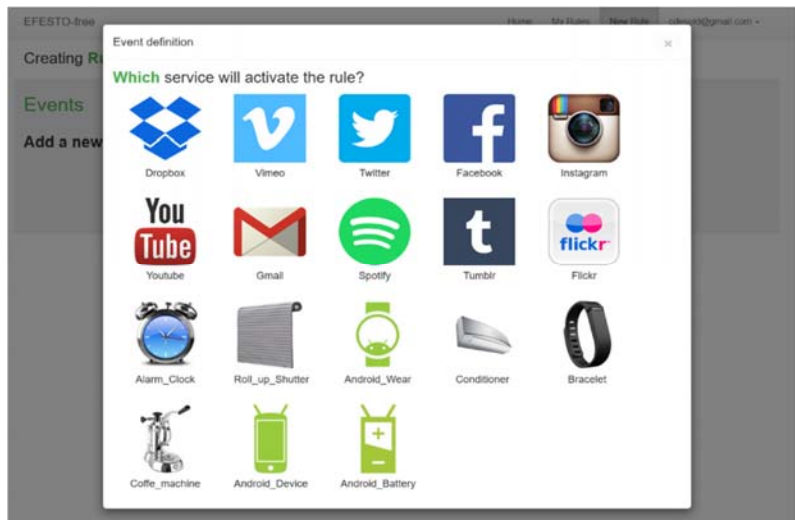 EFESTO-free Home My Rules New Rule
Event definition ×
Creating Ru
Which service will activate the rule?
Events
Add a new
Dropbox Vimeo Twitter Facebook Instagram
You
Tube
flickr
Youtube Gmail Spotify Tumblr Flickr
Alarm_Clock Roll_up_Shutter Android_Wear Conditioner Bracelet
Coffe_machine Android_Device Android_Battery